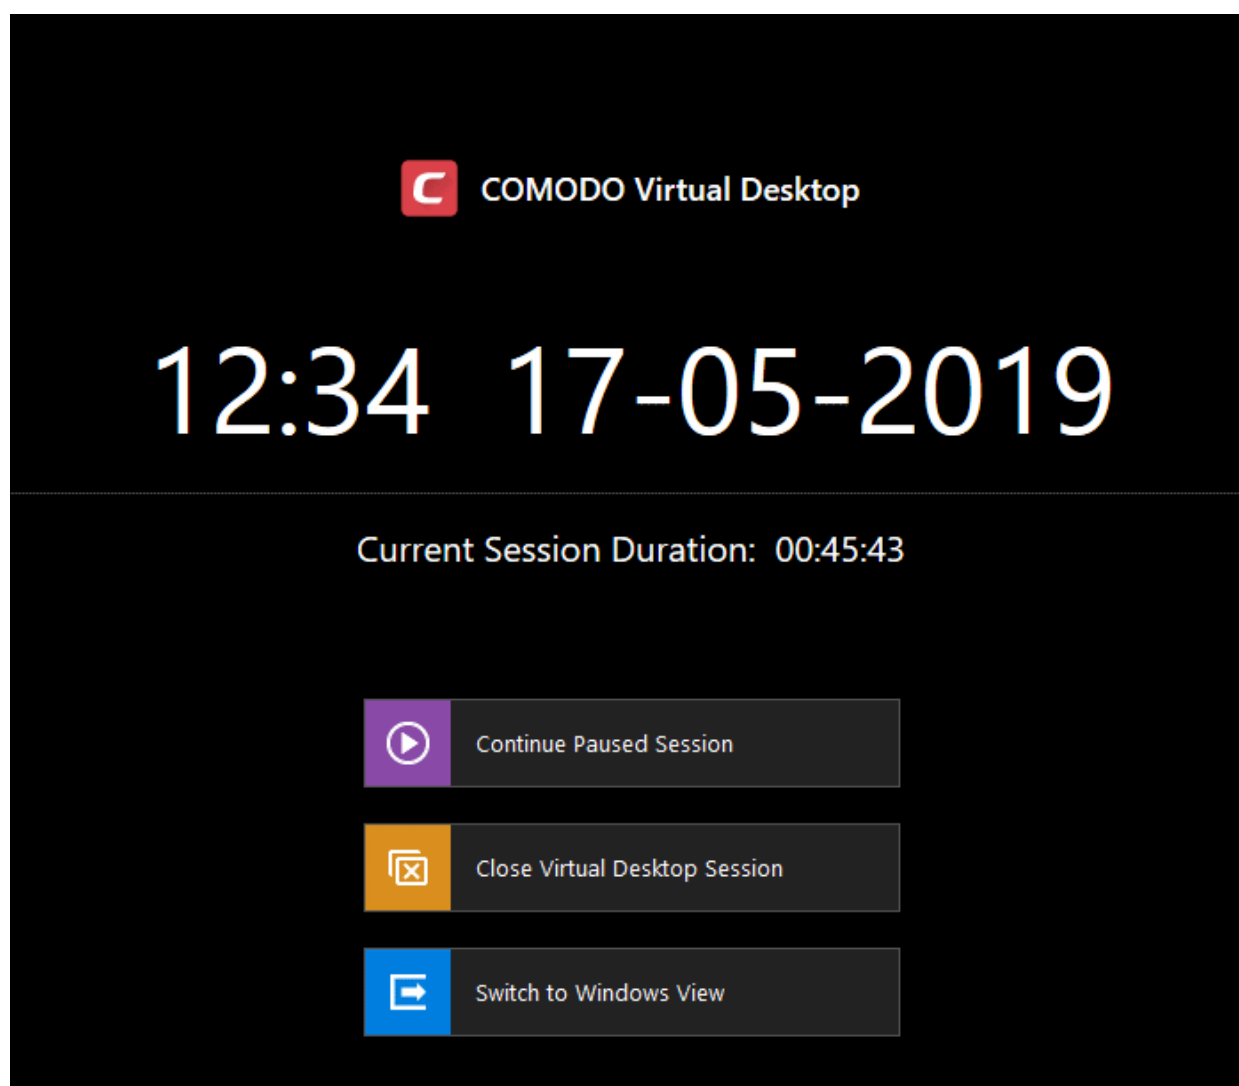 COMODO Virtual Desktop
12:34 17-05-2019
Current Session Duration: 00:45:43
Continue Paused Session
Close Virtual Desktop Session
Switch to Windows View